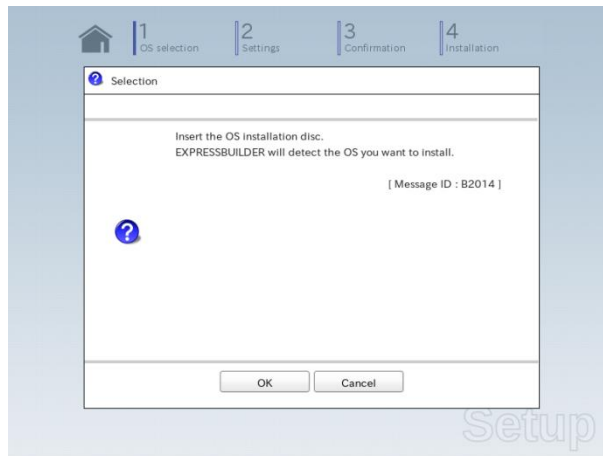 1
OS selection
2
Settings
3
Confirmation
4
Installation
Selection
Insert the OS installation disc.
EXPRESSBUILDER will detect the OS you want to install.
[ Message ID : B2014 ]
OK
Cancel
Setup